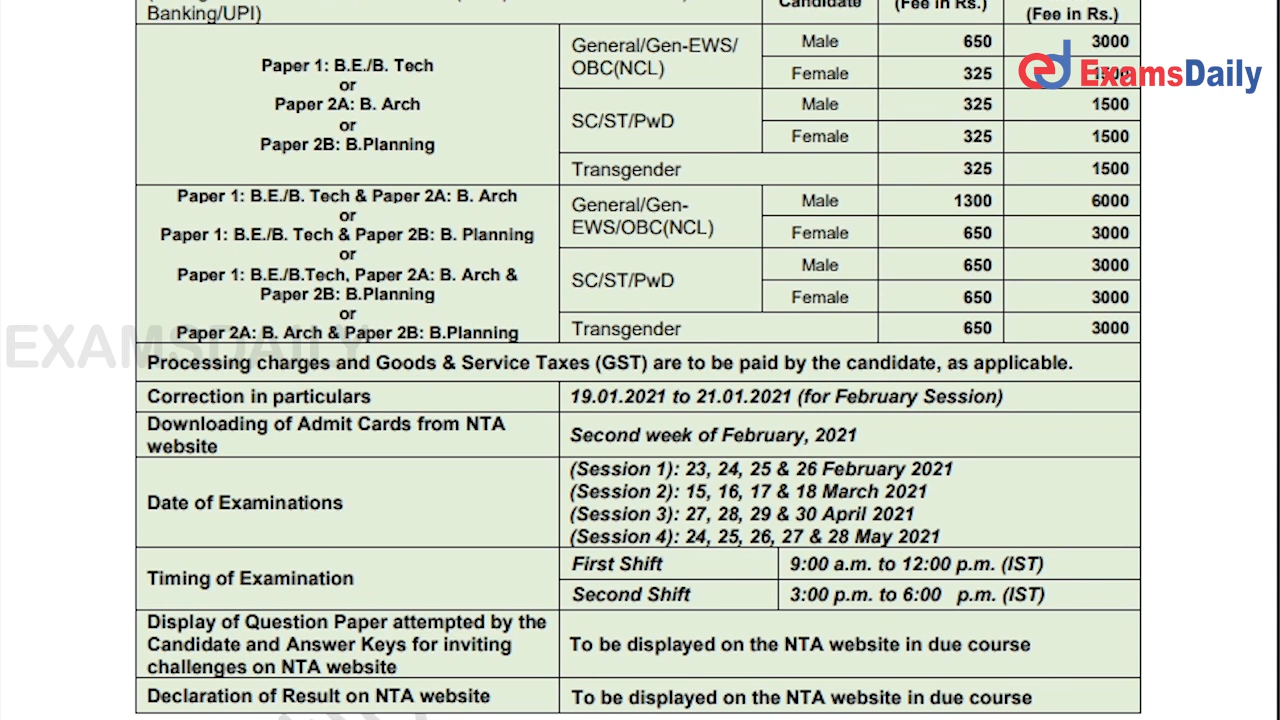 Banking/UPI)
Candidate
(Fee in Rs.)
(Fee in Rs.)
Paper 1: B.E./B. Tech
or
Paper 2A: B. Arch
or
Paper 2B: B.Planning
General/Gen-EWS/
OBC(NCL)
Male 650 3000
Female 325
SC/ST/PwD
Male 325 1500
Female 325 1500
Transgender 325 1500
ExamsDaily
Paper 1: B.E./B. Tech & Paper 2A: B. Arch
or
Paper 1: B.E./B. Tech & Paper 2B: B. Planning
or
Paper 1: B.E./B.Tech, Paper 2A: B. Arch &
Paper 2B: B.Planning
or
Paper 2A: B. Arch & Paper 2B: B.Planning
General/Gen-
EWS/OBC(NCL)
Male 1300 6000
Female 650 3000
SC/ST/PwD
Male 650 3000
Female 650 3000
Transgender 650 3000
EXAMSDAILY
Processing charges and Goods & Service Taxes (GST) are to be paid by the candidate, as applicable.
Correction in particulars
19.01.2021 to 21.01.2021 (for February Session)
Downloading of Admit Cards from NTA
website
Second week of February, 2021
Date of Examinations
(Session 1): 23, 24, 25 & 26 February 2021
(Session 2): 15, 16, 17 & 18 March 2021
(Session 3): 27, 28, 29 & 30 April 2021
(Session 4): 24, 25, 26, 27 & 28 May 2021
Timing of Examination
First Shift 9:00 a.m. to 12:00 p.m. (IST)
Second Shift 3:00 p.m. to 6:00 p.m. (IST)
Display of Question Paper attempted by the
Candidate and Answer Keys for inviting
challenges on NTA website
To be displayed on the NTA website in due course
Declaration of Result on NTA website
To be displayed on the NTA website in due course